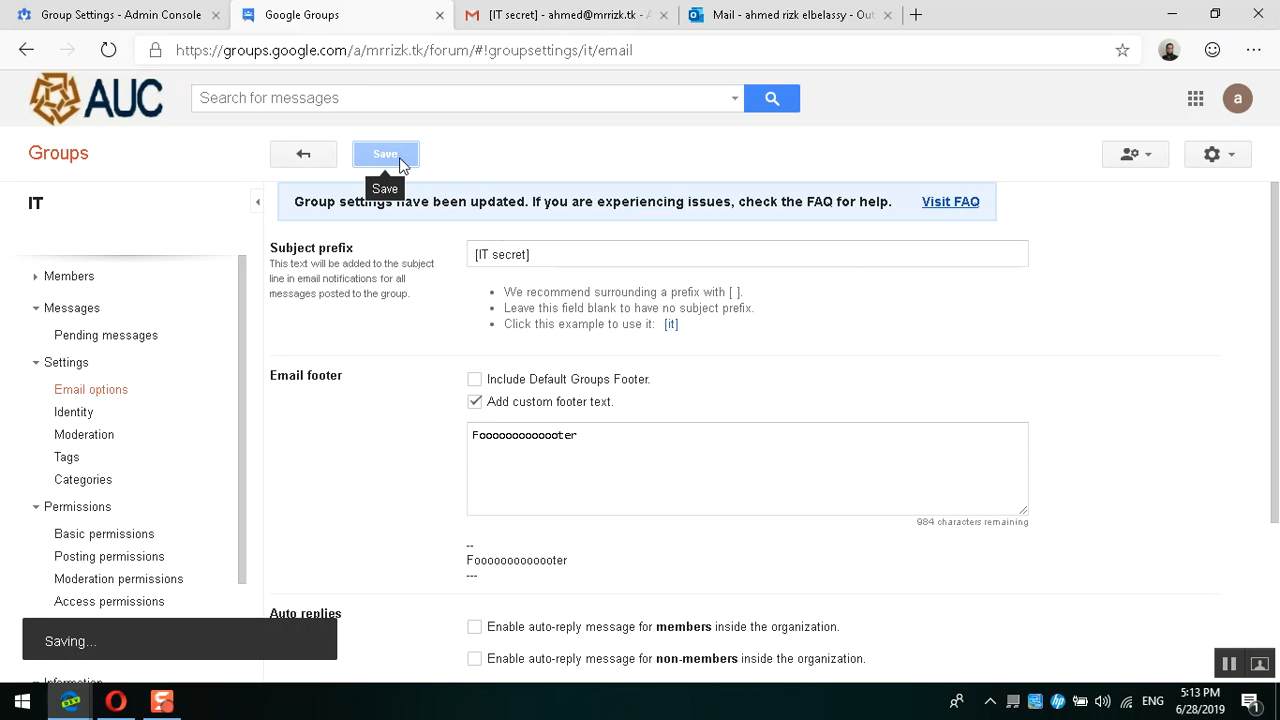 Group Settings - Admin Console
Google Groups
[IT secret] - ahmed@mrrizk.tk - A
Mail - ahmed rizk elbelassy - Out
https://groups.google.com/a/mrrizk.tk/forum/#!groupsettings/it/email
AUC
Search for messages
a
Groups
Save
Save
IT
Group settings have been updated. If you are experiencing issues, check the FAQ for help.
Visit FAQ
Subject prefix
This text will be added to the subject
line in email notifications for all
messages posted to the group.
[IT secret]
We recommend surrounding a prefix with [ ].
Leave this field blank to have no subject prefix.
Click this example to use it: [it]
Members
Messages
Pending messages
Settings
Email options
Identity
Moderation
Tags
Categories
Permissions
Basic permissions
Posting permissions
Moderation permissions
Access permissions
Email footer
Include Default Groups Footer.
Add custom footer text.
Fooooooooooooter
984 characters remaining
--
Fooooooooooooter
---
Auto replies
Enable auto-reply message for members inside the organization.
Enable auto-reply message for non-members inside the organization.
Saving...
Information
ENG
5:13 PM
6/28/2019
1